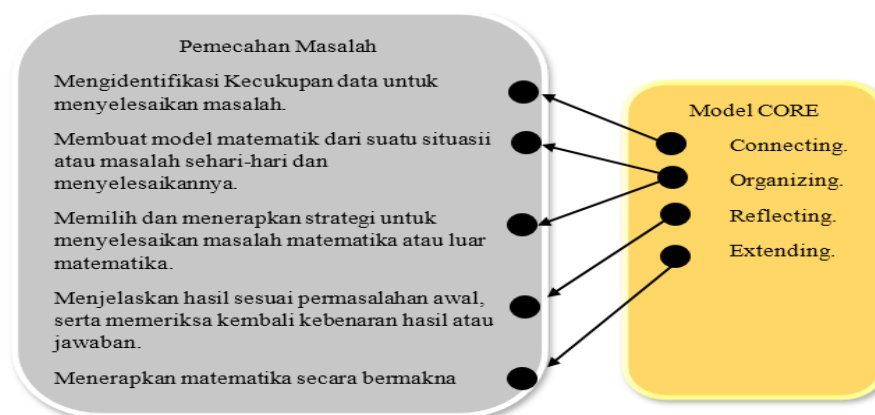 Pemecahan Masalah
Mengidentifikasi Kecukupan data untuk
menyelesaikan masalah.
Membuat model matematik dari suatu situasii
atau masalah sehari-hari dan
menyelesaikannya.
Memilih dan menerapkan strategi untuk
menyelesaikan masalah matematika atau luar
matematika.
Menjelaskan hasil sesuai permasalahan awal,
serta memeriksa kembali kebenaran hasil atau
jawaban.
Menerapkan matematika secara bermakna
Model CORE
Connecting.
Organizing.
Reflecting.
Extending.